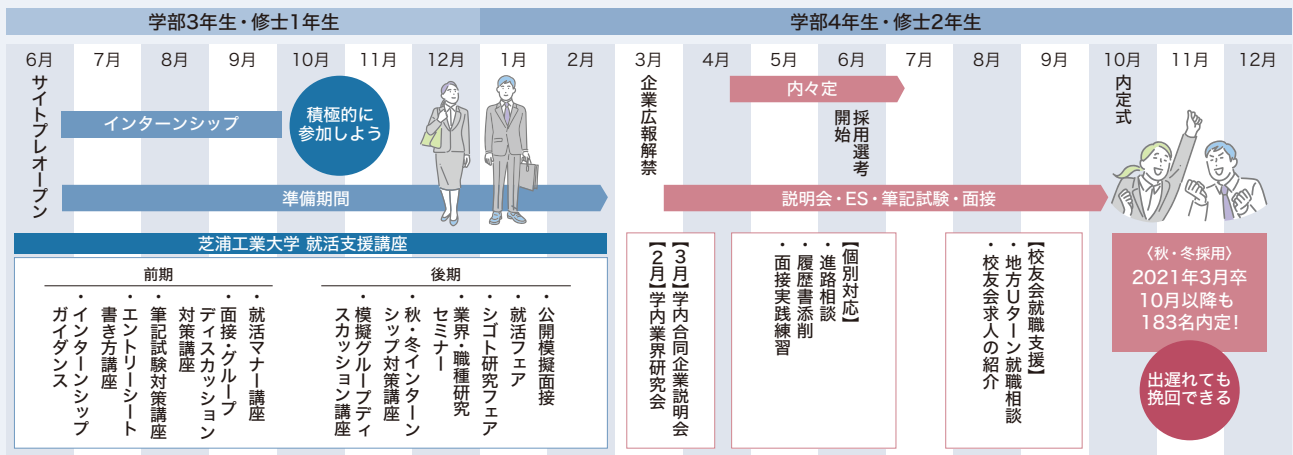 学部3年生・修士1年生
学部4年生・修士2年生
6月
7月
8月
9月
10月
11月
12月
1月
2月
3月
4月
5月
6月
7月
8月
9月
10月
11月
12月
サイトプレオープン
インターンシップ
積極的に
参加しよう
準備期間
企業広報解禁
内々定
採用選考
開始
説明会・ES・筆記試験・面接
内定式
芝浦工業大学 就活支援講座
前期
・就活マナー講座
・面接・グループ
ディスカッション
対策講座
・筆記試験対策講座
・エントリーシート
書き方講座
・インターンシップ
ガイダンス
後期
・公開模擬面接
・就活フェア
・シゴト研究フェア
・業界・職種研究
セミナー
・秋・冬インターン
シップ対策講座
・模擬グループディ
スカッション講座
【3月】学内合同企業説明会
【2月】学内業界研究会
【個別対応】
・進路相談
・履歴書添削
・面接実践練習
【校友会就職支援】
・地方Uターン就職相談
・校友会求人の紹介
〈秋・冬採用〉
2021年3月卒
10月以降も
183名内定!
出遅れても
挽回できる